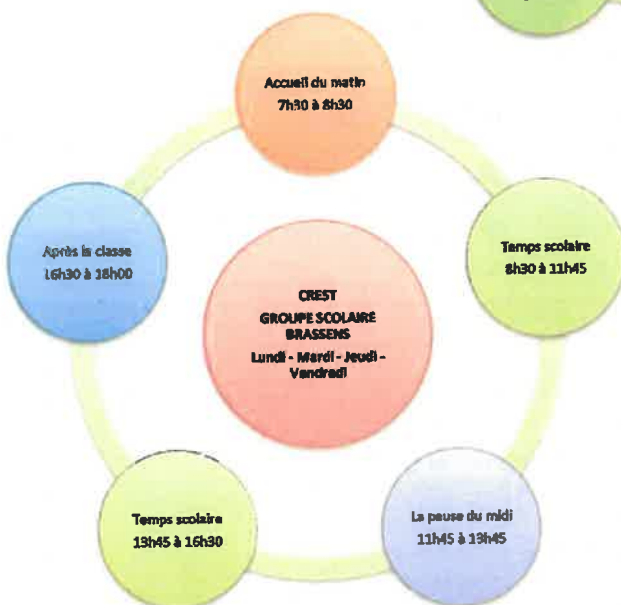 Accueil du matin
7h30 à 8h30
Temps scolaire
8h30 à 11h45
La pause du midi
11h45 à 13h45
Temps scolaire
13h45 à 16h30
Après la classe
16h30 à 18h00
CREST
GROUPE SCOLAIRE
BRASSENS
Lundi - Mardi - Jeudi -
Vendredi